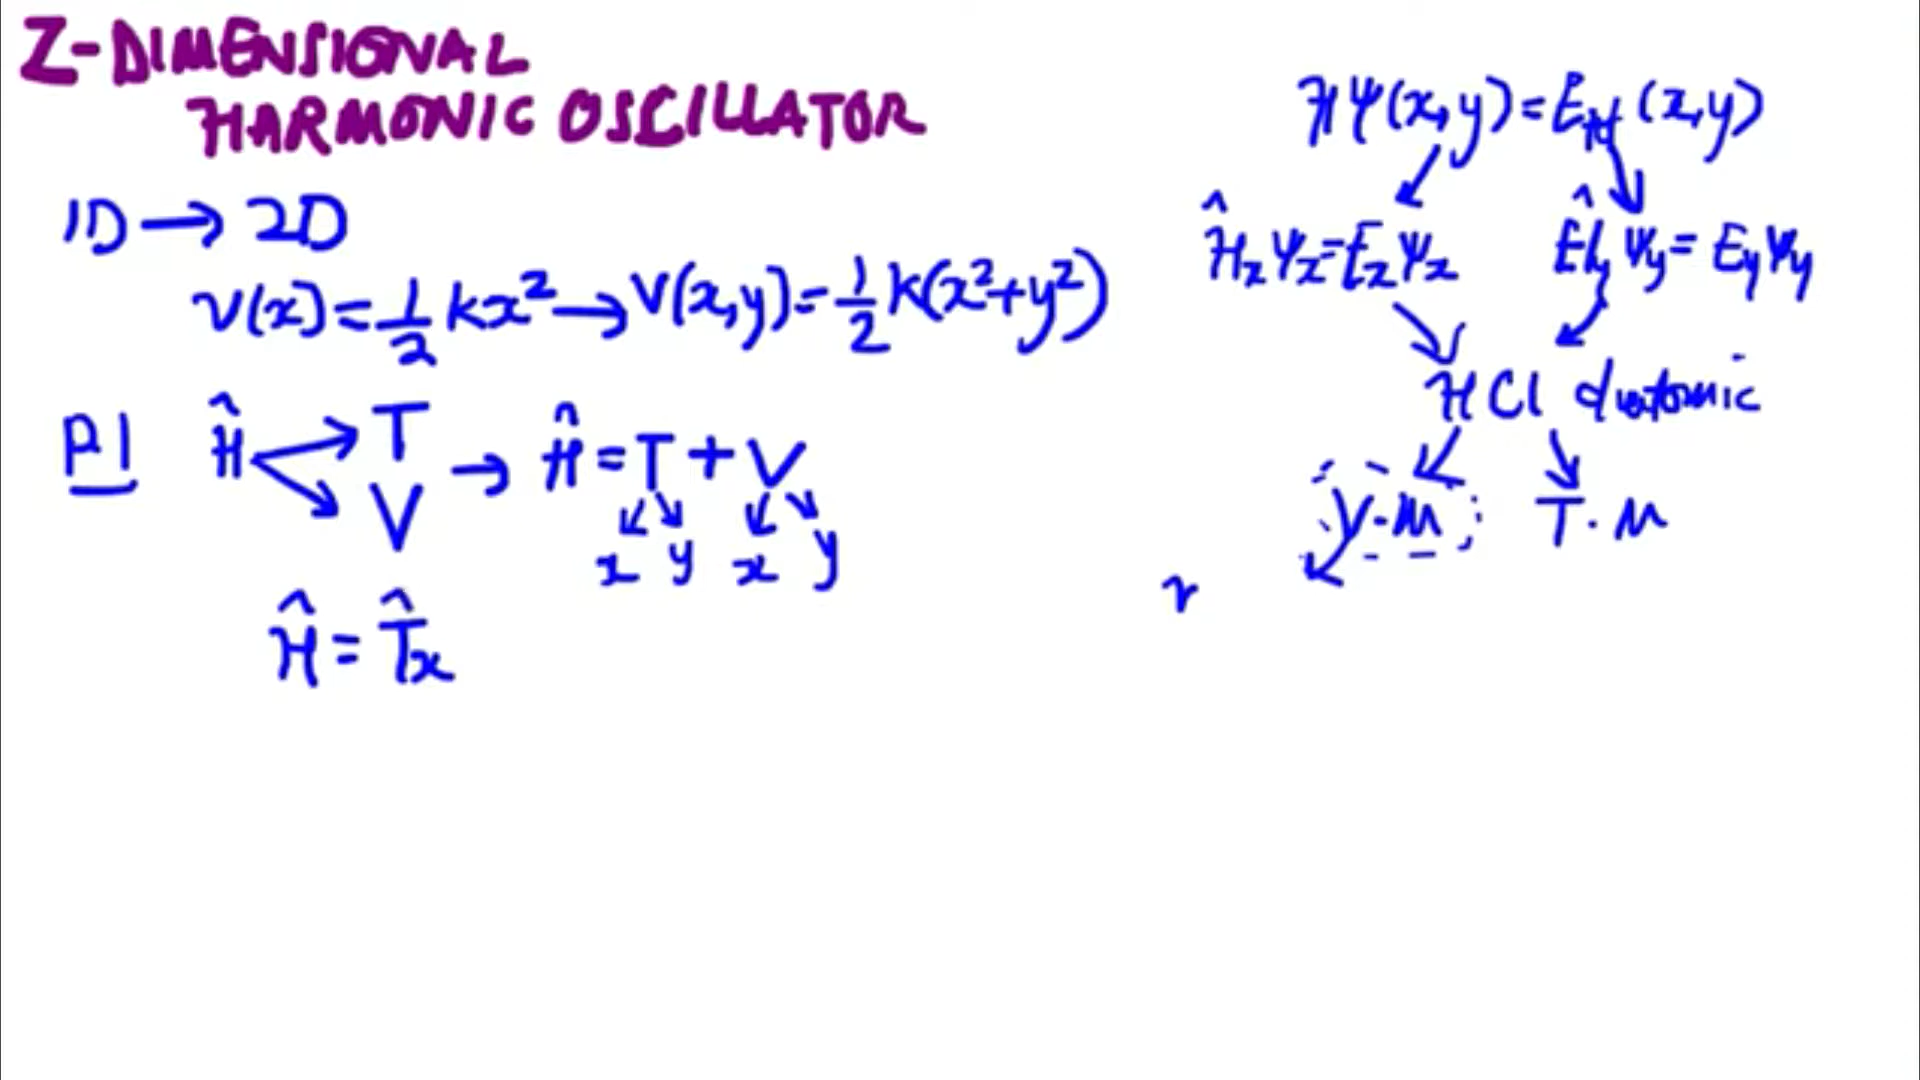 2-DIMENSIONAL
HARMONIC OSCILLATOR
1D → 2D
V(x) = 1/2 kx² → V(x,y) = 1/2 k(x²+y²)
P1 Ĥ T V → Ĥ = T + V
x y x y
Ĥ = T̂x
Hψ(x,y) = Eψ(x,y)
Ĥxψx = Exψx Ĥyψy = Eyψy
HCl diatomic
V.M T.M
r